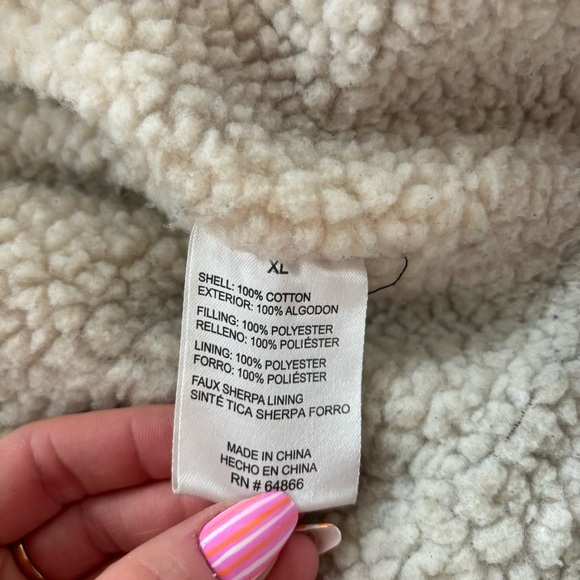 XL
SHELL: 100% COTTON
EXTERIOR: 100% ALGODON
FILLING: 100% POLYESTER
RELLENO: 100% POLIÉSTER
LINING: 100% POLYESTER
FORRO: 100% POLIÉSTER
FAUX SHERPA LINING
SINTÉ TICA SHERPA FORRO
MADE IN CHINA
HECHO EN CHINA
RN # 64866